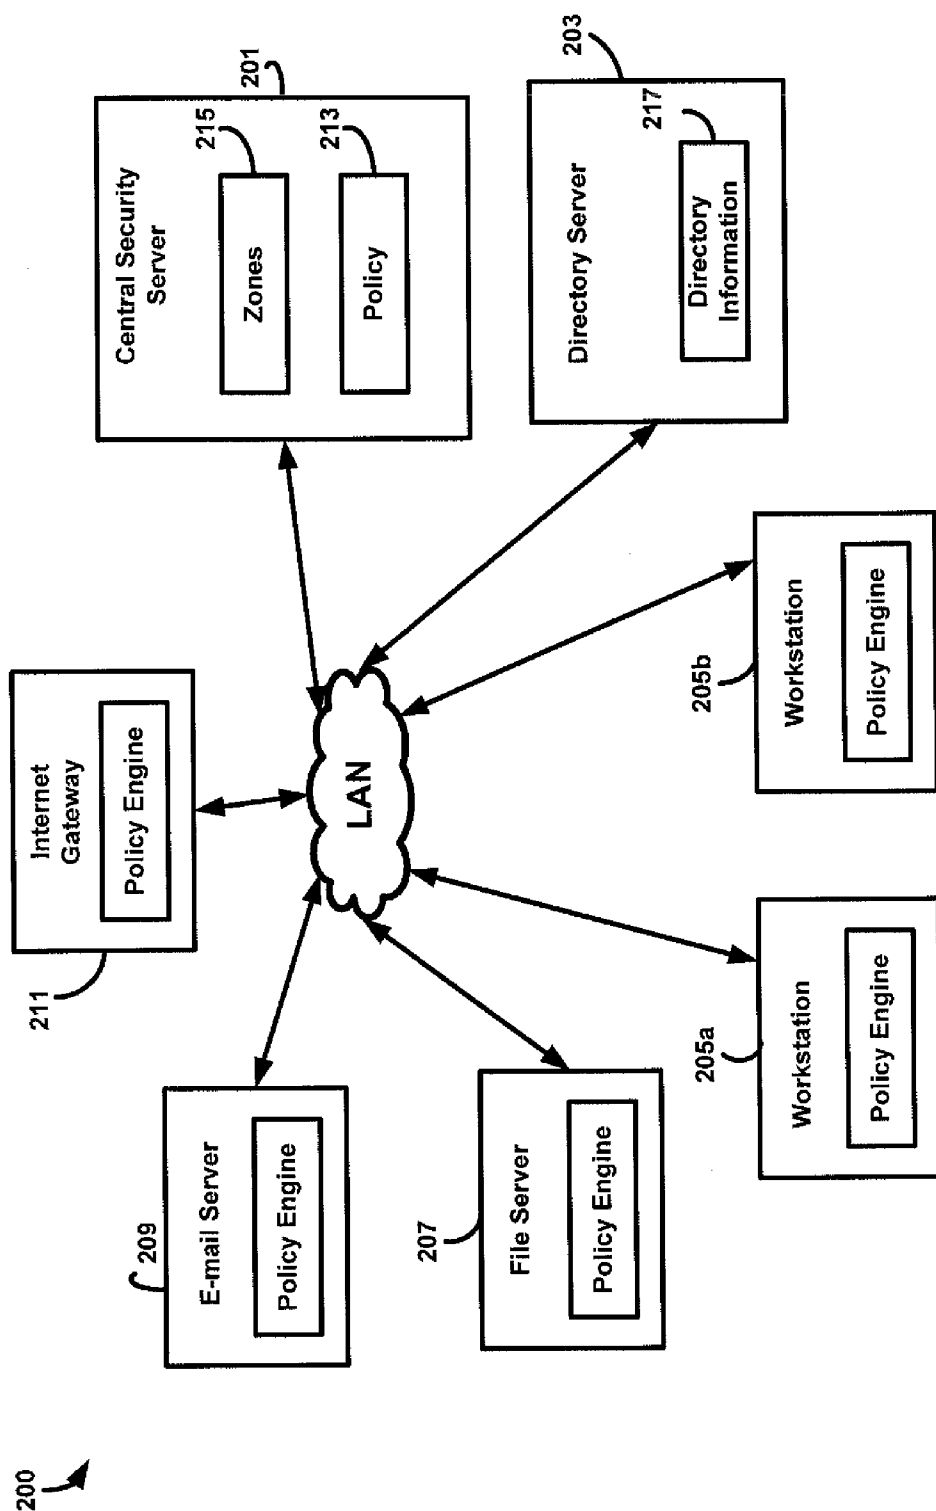 200
211
Internet
Gateway
Policy Engine
209
E-mail Server
Policy Engine
201
Central Security
Server
215
Zones
213
Policy
LAN
207
File Server
Policy Engine
203
Directory Server
217
Directory
Information
205a
Workstation
Policy Engine
205b
Workstation
Policy Engine